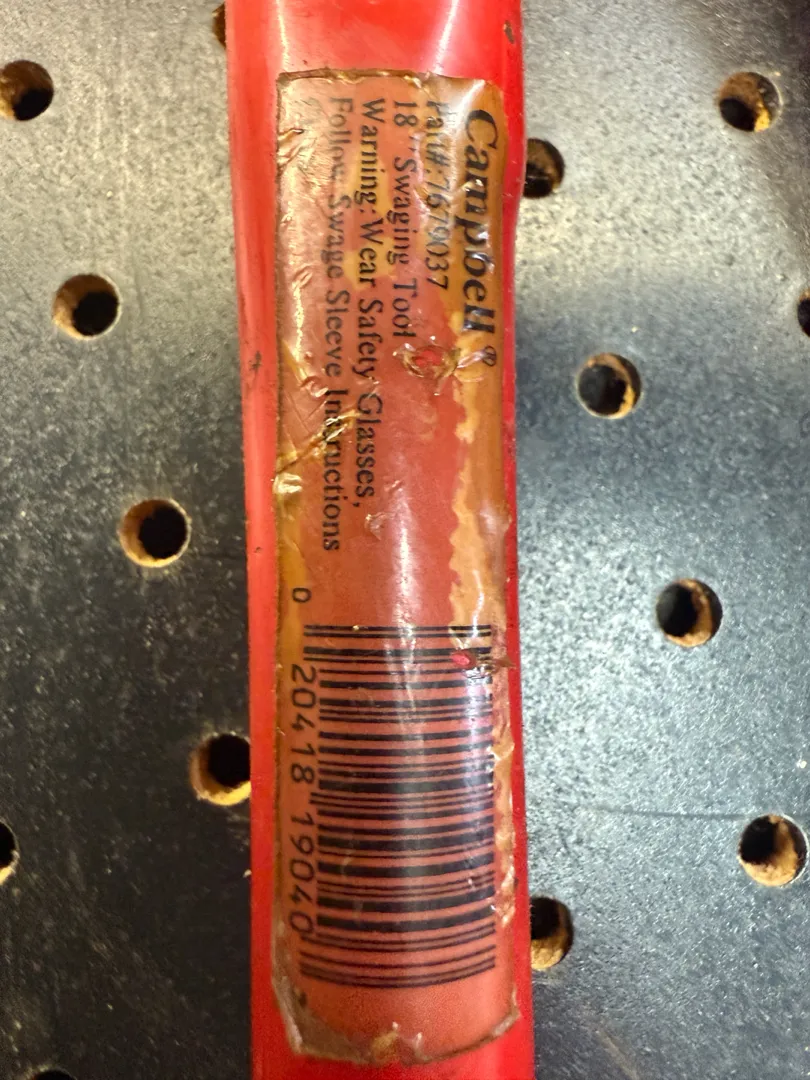 Campbell®
Part#:7679037
18" Swaging Tool
Warning:Wear Safety Glasses,
Follow Swage Sleeve Instructions
0 20418 19040